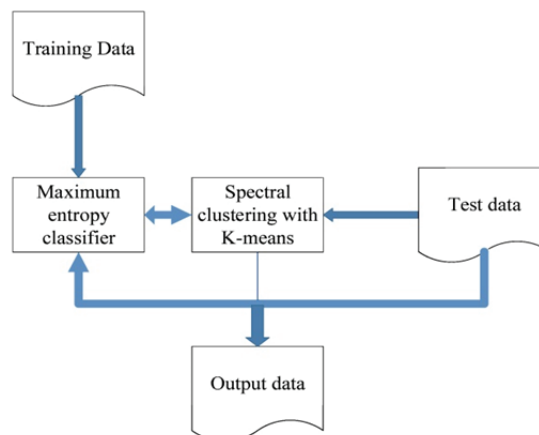 Training Data
Maximum
entropy
classifier
Spectral
clustering with
K-means
Test data
Output data